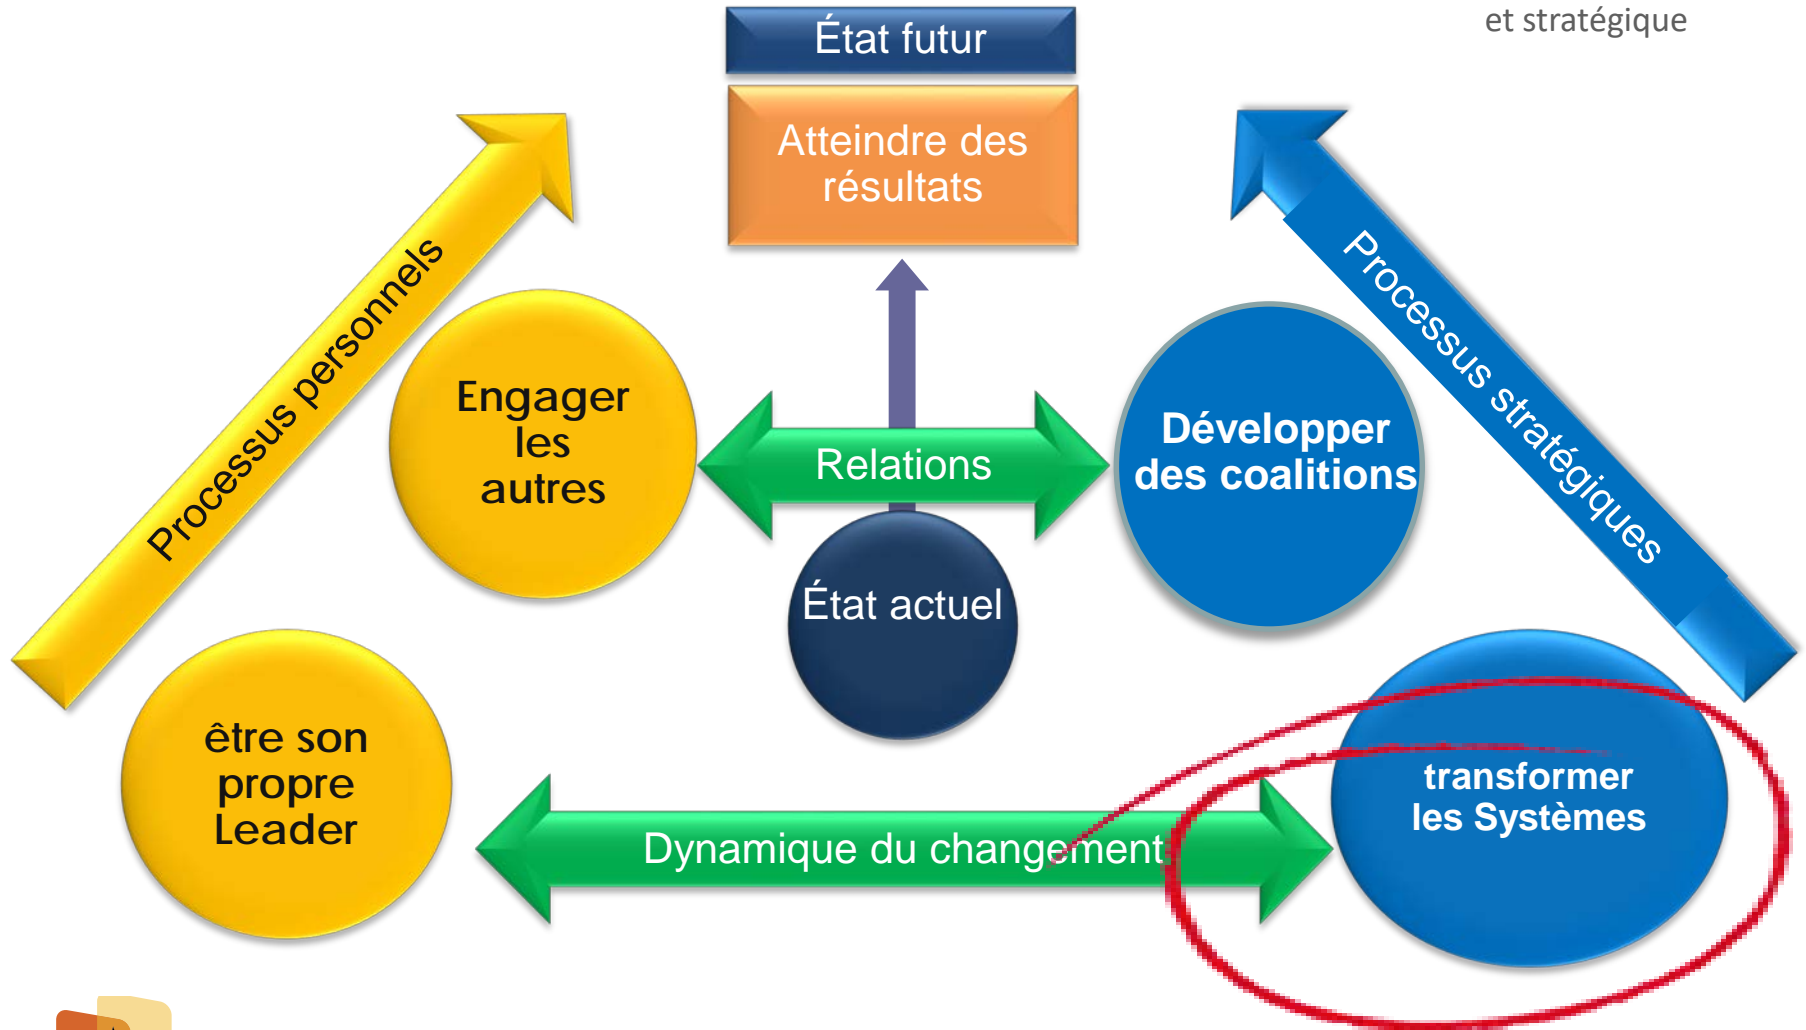 et stratégique
État futur
Atteindre des
résultats
Processus personnels
Processus stratégiques
Engager
les
autres
Relations
Développer
des coalitions
État actuel
être son
propre
Leader
Dynamique du changement
transformer
les Systèmes